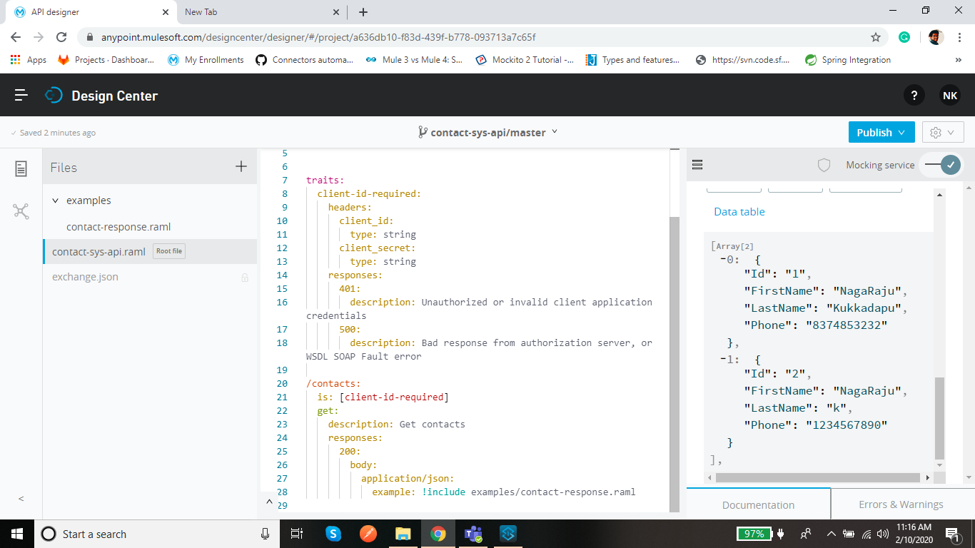 API designer
New Tab
anypoint.mulesoft.com/designcenter/designer/#/project/a636db10-f83d-439f-b778-093713a7c65f
Apps
Projects · Dashboar...
My Enrollments
Connectors automa...
Mule 3 vs Mule 4: S...
Mockito 2 Tutorial -...
Types and features...
https://svn.code.sf....
Spring Integration
»
Design Center
?
NK
✓ Saved 2 minutes ago
contact-sys-api/master
Publish
Files
+
examples
contact-response.raml
contact-sys-api.raml
Root file
exchange.json
<
5
6
7 traits:
8 client-id-required:
9 headers:
10 client_id:
11 type: string
12 client_secret:
13 type: string
14 responses:
15 401:
16 description: Unauthorized or invalid client application
credentials
17 500:
18 description: Bad response from authorization server, or
WSDL SOAP Fault error
19
20 /contacts:
21 is: [client-id-required]
22 get:
23 description: Get contacts
24 responses:
25 200:
26 body:
27 application/json:
28 example: !include examples/contact-response.raml
29
Mocking service
Data table
[Array[2]
-0: {
"Id": "1",
"FirstName": "NagaRaju",
"LastName": "Kukkadapu",
"Phone": "8374853232"
},
-1: {
"Id": "2",
"FirstName": "NagaRaju",
"LastName": "k",
"Phone": "1234567890"
}
],
Documentation
Errors & Warnings
Start a search
97%
11:16 AM
2/10/2020
1